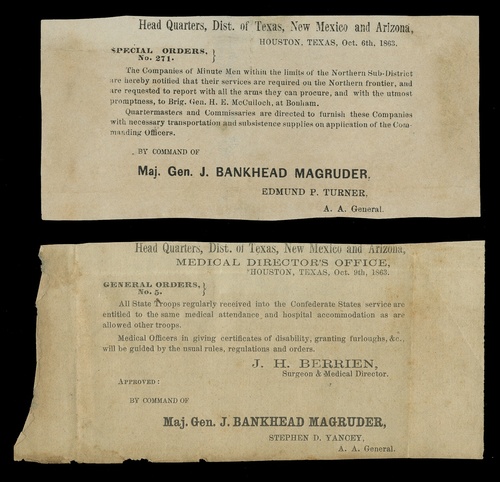 Head Quarters, Dist. of Texas, New Mexico and Arizona,
HOUSTON, TEXAS, Oct. 6th, 1863.
SPECIAL ORDERS, }
No. 271. }
The Companies of Minute Men within the limits of the Northern Sub-District
are hereby notified that their services are required on the Northern frontier, and
are requested to report with all the arms they can procure, and with the utmost
promptness, to Brig. Gen. H. E. McCulloch, at Bonham.
Quartermasters and Commissaries are directed to furnish these Companies
with necessary transportation and subsistence supplies on application of the Com-
manding Officers.
BY COMMAND OF
Maj. Gen. J. BANKHEAD MAGRUDER,
EDMUND P. TURNER,
A. A. General.
Head Quarters, Dist. of Texas, New Mexico and Arizona,
MEDICAL DIRECTOR'S OFFICE,
HOUSTON, TEXAS, Oct. 9th, 1863.
GENERAL ORDERS, }
No. 5. }
All State Troops regularly received into the Confederate States service are
entitled to the same medical attendance and hospital accommodation as are
allowed other troops.
Medical Officers in giving certificates of disability, granting furloughs, &c.,
will be guided by the usual rules, regulations and orders.
J. H. BERRIEN,
Surgeon & Medical Director.
APPROVED:
BY COMMAND OF
Maj. Gen. J. BANKHEAD MAGRUDER,
STEPHEN D. YANCEY,
A. A. General.